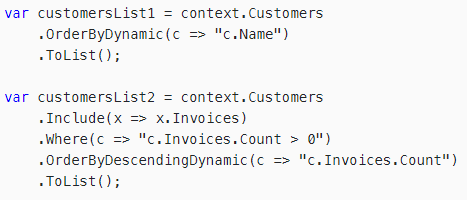 var customersList1 = context.Customers
    .OrderByDynamic(c => "c.Name")
    .ToList();

var customersList2 = context.Customers
    .Include(x => x.Invoices)
    .Where(c => "c.Invoices.Count > 0")
    .OrderByDescendingDynamic(c => "c.Invoices.Count")
    .ToList();